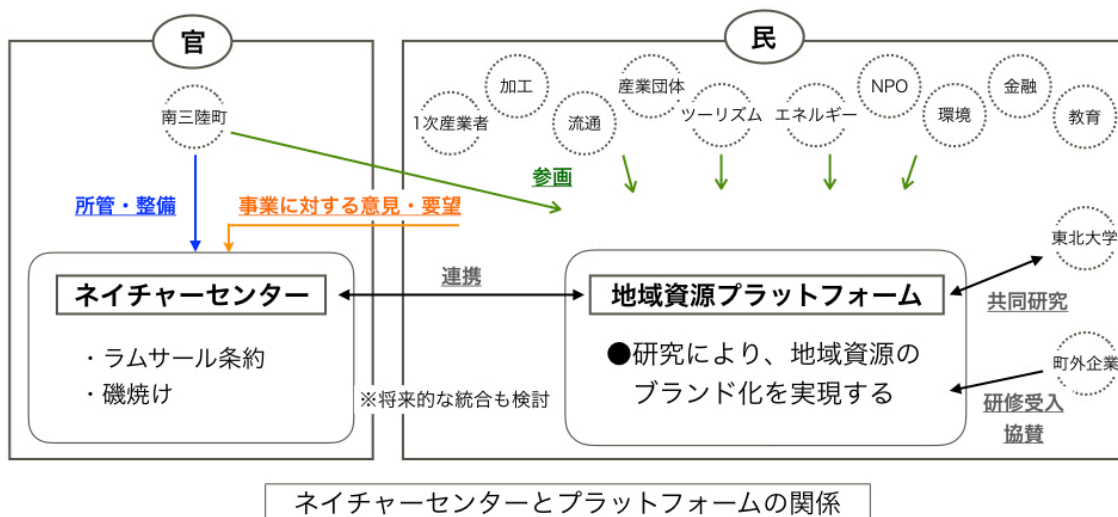 官
民
南三陸町
1次産業者
加工
流通
産業団体
ツーリズム
エネルギー
NPO
環境
金融
教育
参画
所管・整備
事業に対する意見・要望
東北大学
連携
共同研究
ネイチャーセンター
・ラムサール条約
・磯焼け
※将来的な統合も検討
地域資源プラットフォーム
●研究により、地域資源の
ブランド化を実現する
町外企業
研修受入
協賛
ネイチャーセンターとプラットフォームの関係